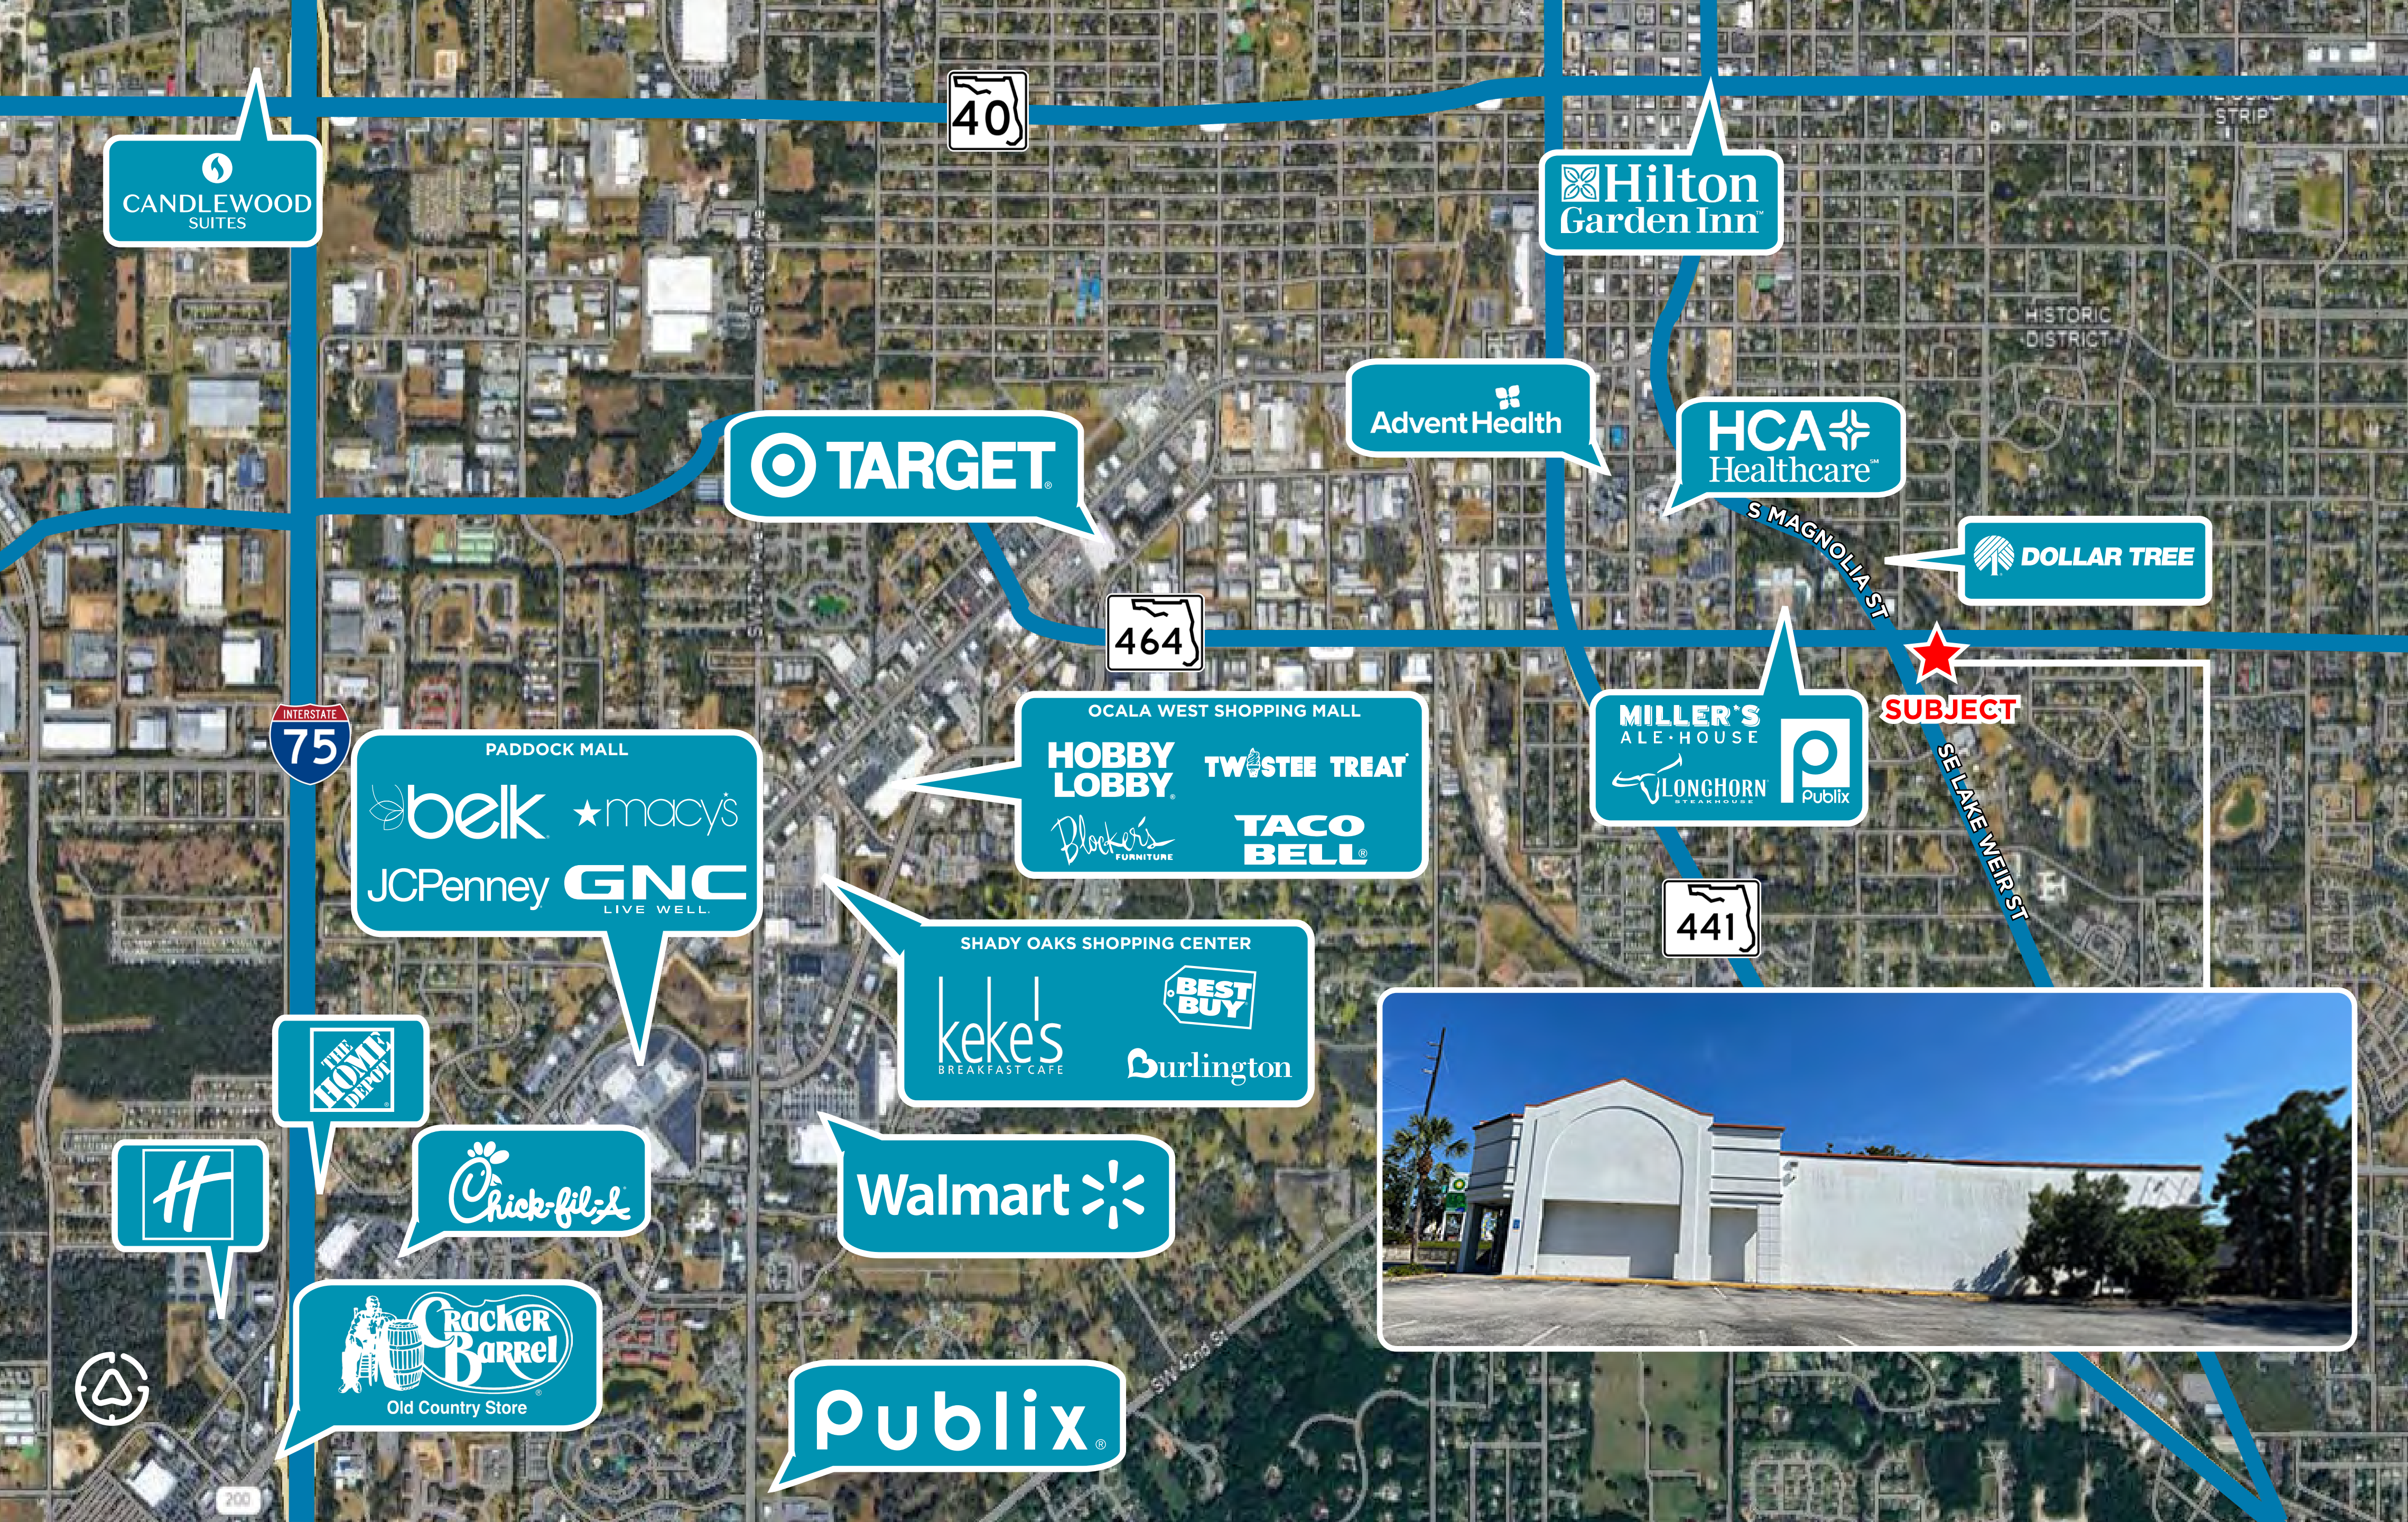 40
CANDLEWOOD
SUITES
Hilton
Garden Inn™
STRIP
HISTORIC
DISTRICT
AdventHealth
HCA
Healthcare℠
TARGET®
S MAGNOLIA ST
DOLLAR TREE
464
SUBJECT
OCALA WEST SHOPPING MALL
HOBBY
LOBBY®
TWISTEE TREAT
Blocker's
FURNITURE
TACO
BELL®
MILLER'S
ALE·HOUSE
LONGHORN
STEAKHOUSE
Publix
INTERSTATE
75
PADDOCK MALL
belk
macy's
JCPenney
GNC
LIVE WELL.
SE LAKE WEIR ST
441
SHADY OAKS SHOPPING CENTER
keke's
BREAKFAST CAFE
BEST
BUY
Burlington
THE
HOME
DEPOT
H
Chick-fil-A
Walmart
CRACKER
BARREL
Old Country Store
Publix®
SW 42nd St
200